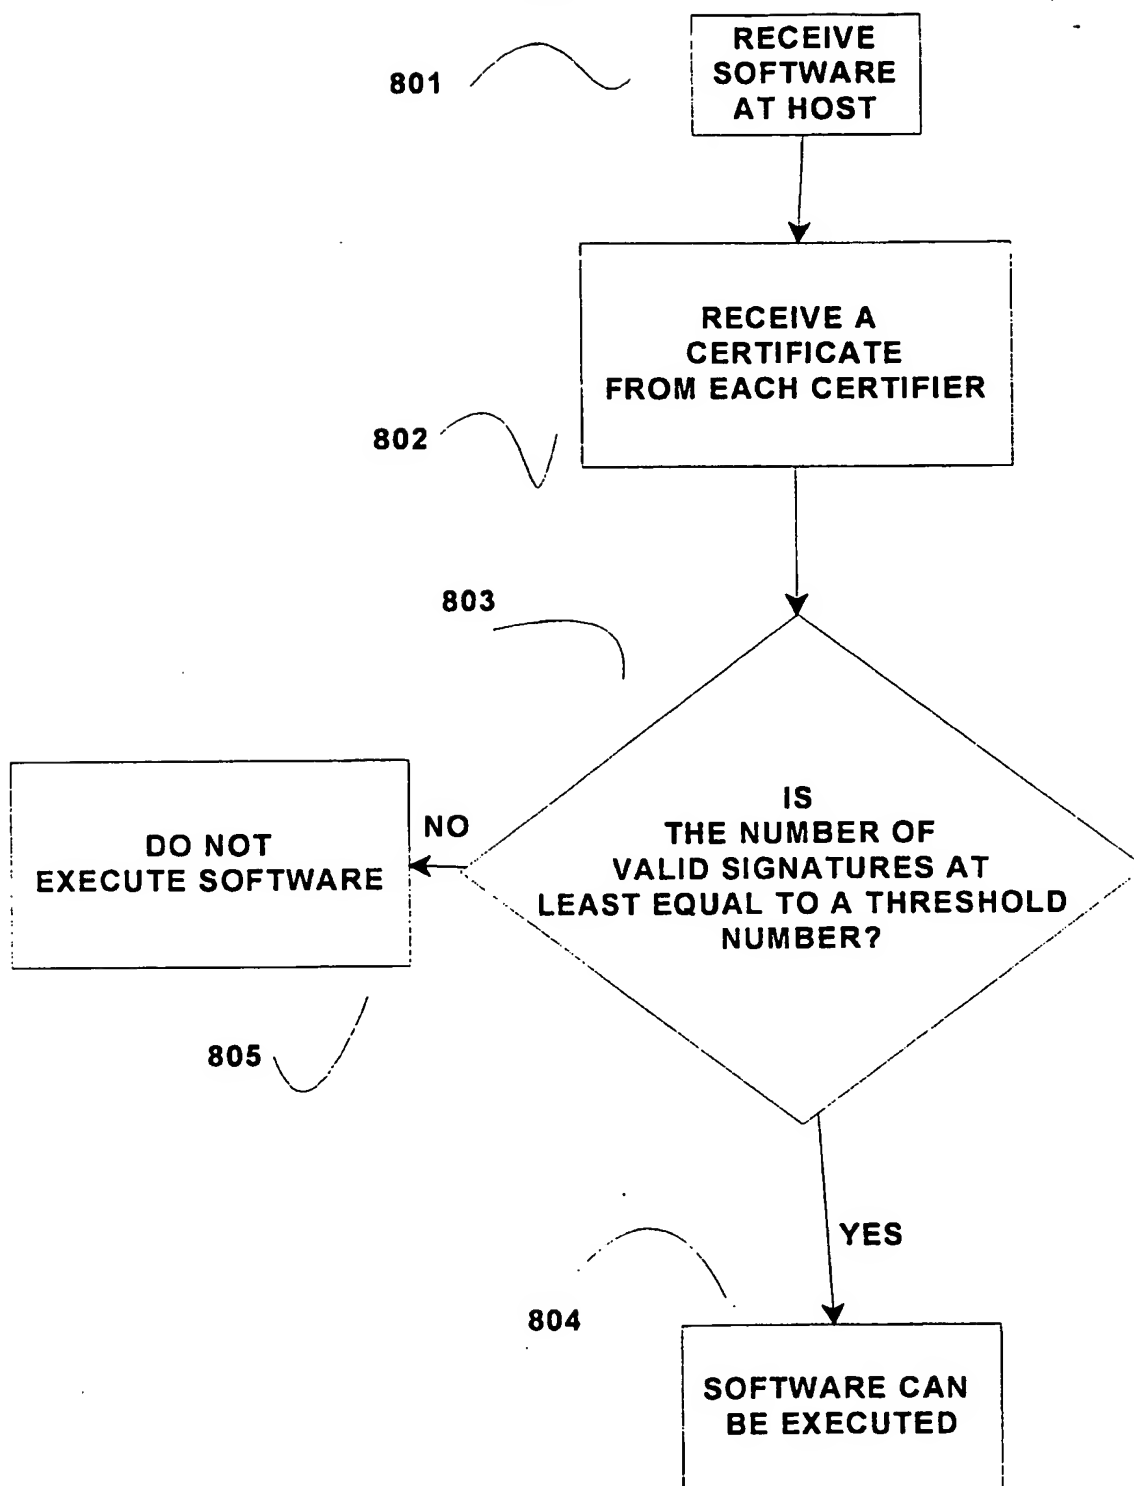 801
RECEIVE
SOFTWARE
AT HOST
RECEIVE A
CERTIFICATE
FROM EACH CERTIFIER
802
803
IS
THE NUMBER OF
VALID SIGNATURES AT
LEAST EQUAL TO A THRESHOLD
NUMBER?
NO
DO NOT
EXECUTE SOFTWARE
805
YES
804
SOFTWARE CAN
BE EXECUTED